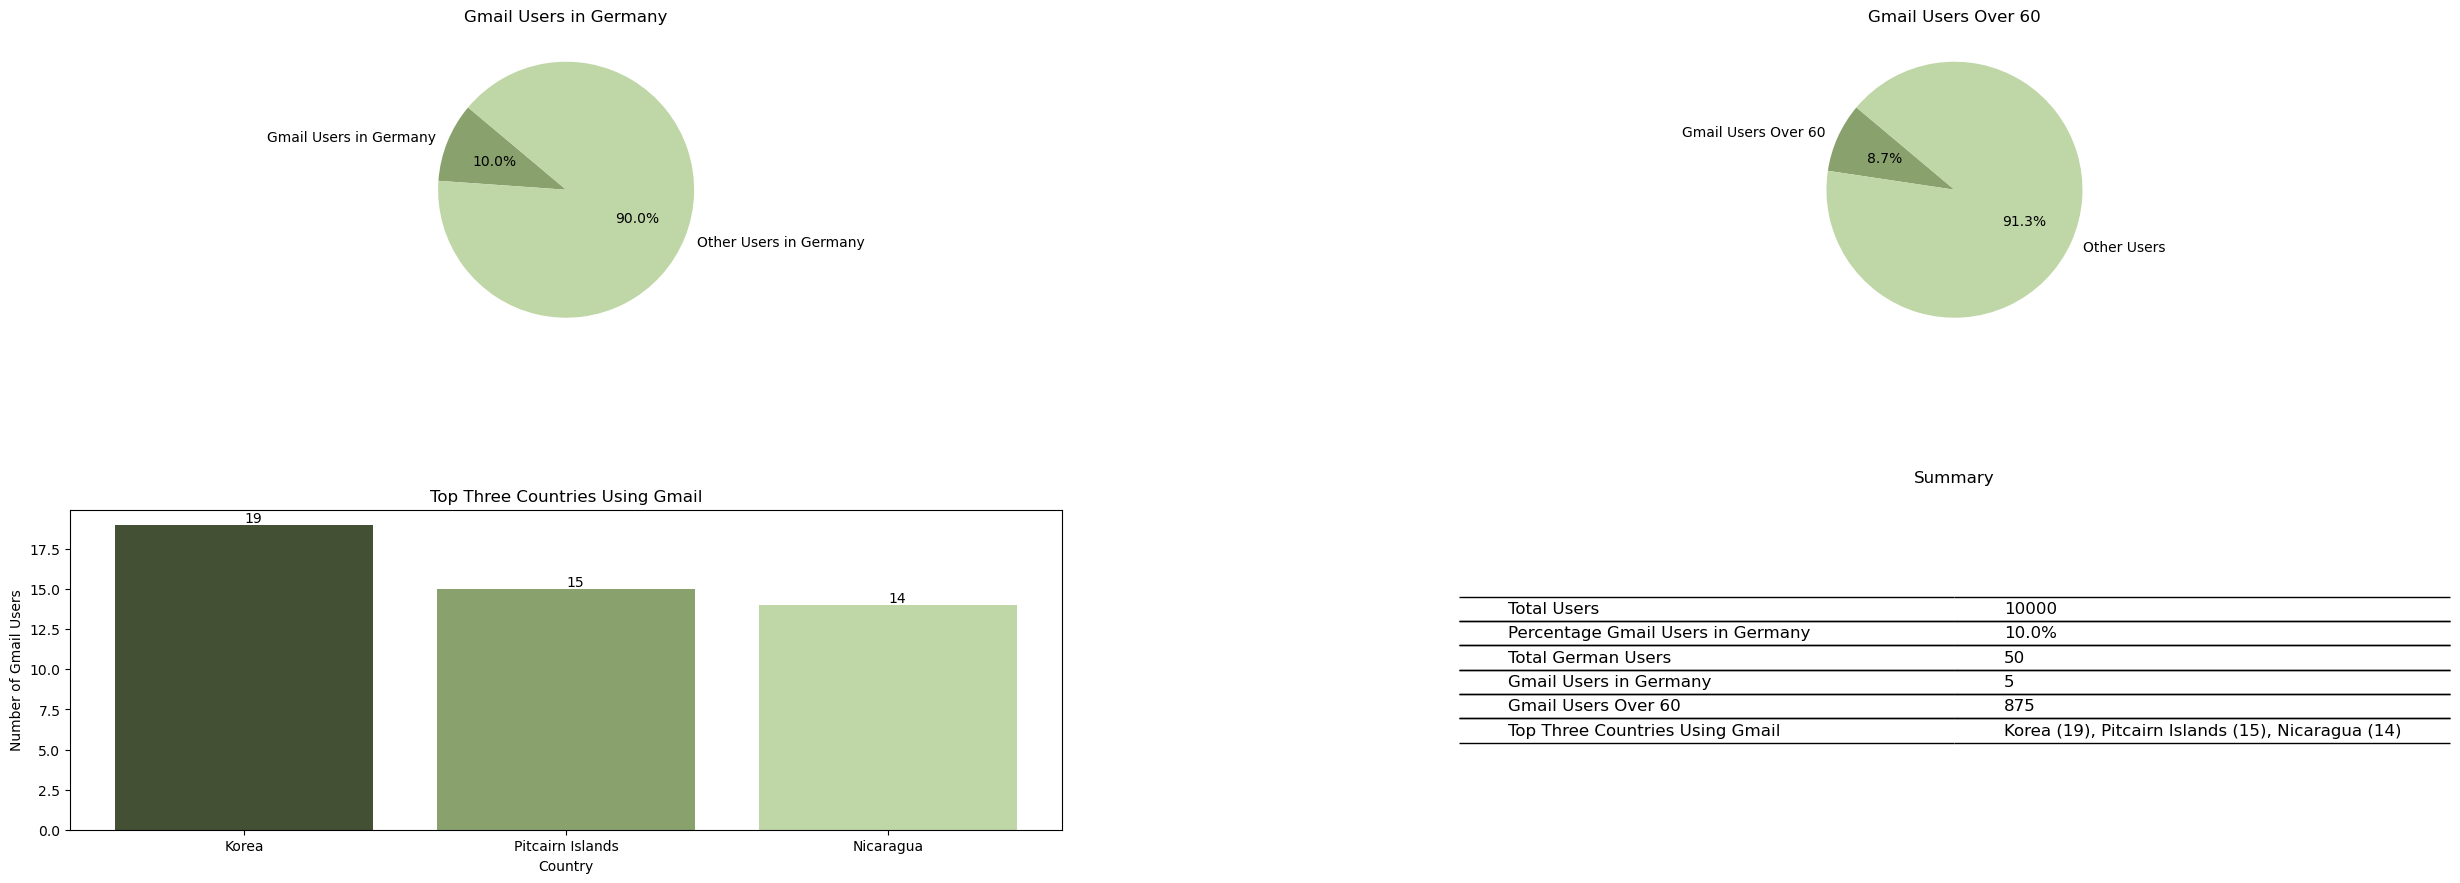 Gmail Users in Germany
Gmail Users in Germany
10.0%
90.0%
Other Users in Germany
Gmail Users Over 60
Gmail Users Over 60
8.7%
91.3%
Other Users
Top Three Countries Using Gmail
Number of Gmail Users
17.5
15.0
12.5
10.0
7.5
5.0
2.5
0.0
19
15
14
Korea
Pitcairn Islands
Nicaragua
Country
Summary
Total Users 10000
Percentage Gmail Users in Germany 10.0%
Total German Users 50
Gmail Users in Germany 5
Gmail Users Over 60 875
Top Three Countries Using Gmail Korea (19), Pitcairn Islands (15), Nicaragua (14)